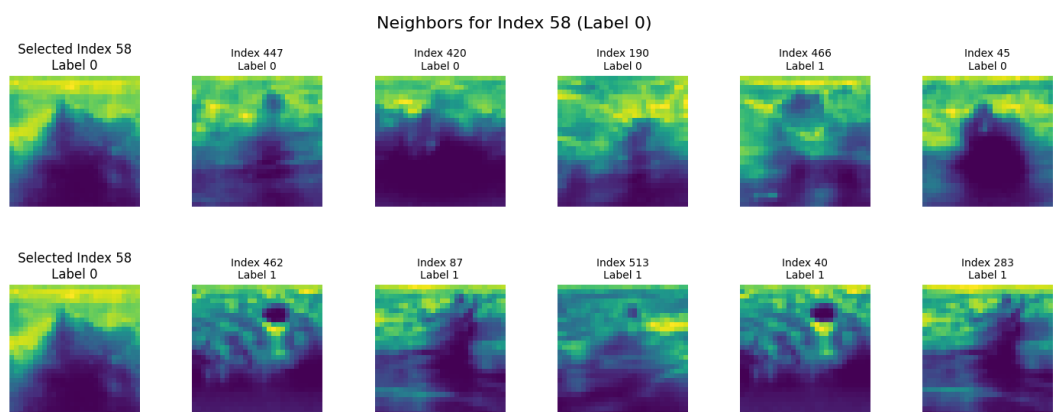 Neighbors for Index 58 (Label 0)
Selected Index 58
Label 0
Index 447
Label 0
Index 420
Label 0
Index 190
Label 0
Index 466
Label 1
Index 45
Label 0
Selected Index 58
Label 0
Index 462
Label 1
Index 87
Label 1
Index 513
Label 1
Index 40
Label 1
Index 283
Label 1